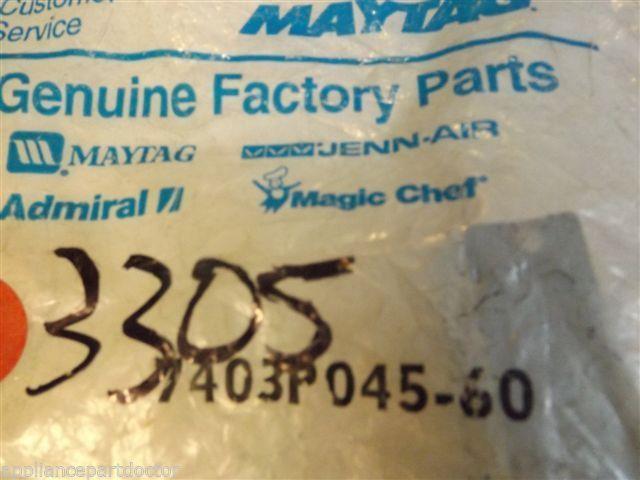 Customer
Service
MAYTAG
Genuine Factory Parts
MAYTAG JENN-AIR
Admiral Magic Chef
3305
7403P045-60
appliancepartdoctor